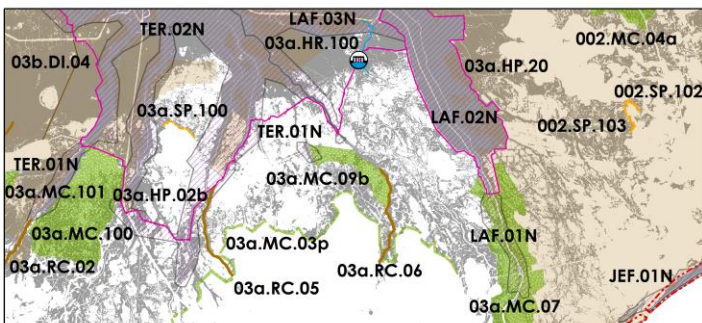 LAF.03N
TER.02N
002.MC.04a
03a.HR.100
03b.DI.04
03a.HP.20
002.SP.102
03a.SP.100
LAF.02N
002.SP.103
TER.01N
TER.01N
03a.MC.09b
03a.MC.101
03a.HP.02b
03a.MC.100
03a.MC.03p
LAF.01N
03a.RC.02
03a.RC.06
JEF.01N
03a.RC.05
03a.MC.07